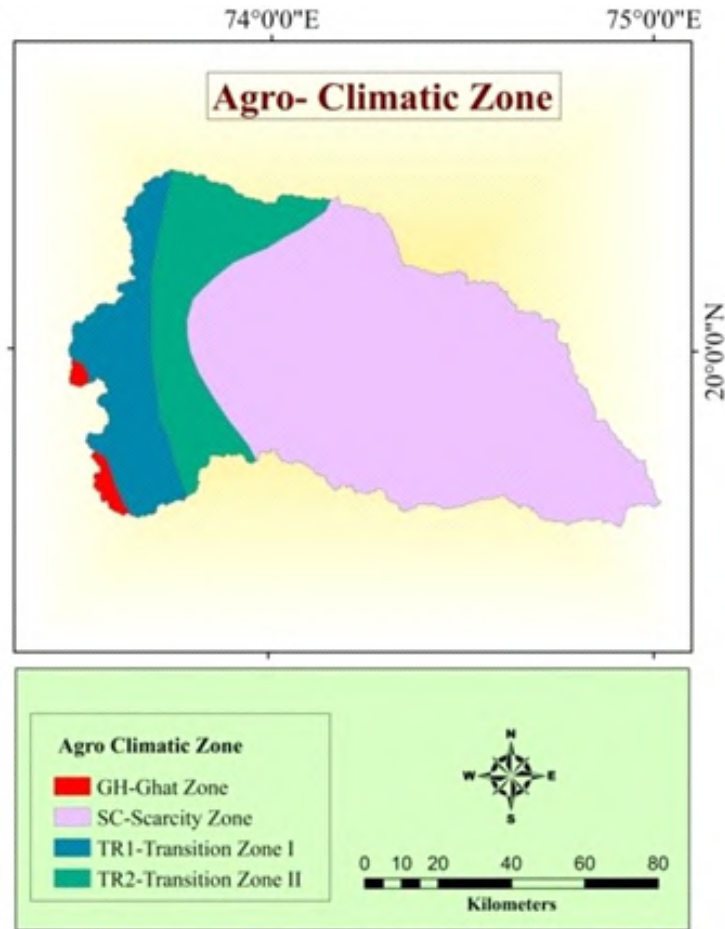 74°0'0"E 75°0'0"E
Agro- Climatic Zone
20°0'0"N
Agro Climatic Zone
GH-Ghat Zone
SC-Scarcity Zone
TR1-Transition Zone I
TR2-Transition Zone II
N
W E
S
0 10 20 40 60 80
Kilometers